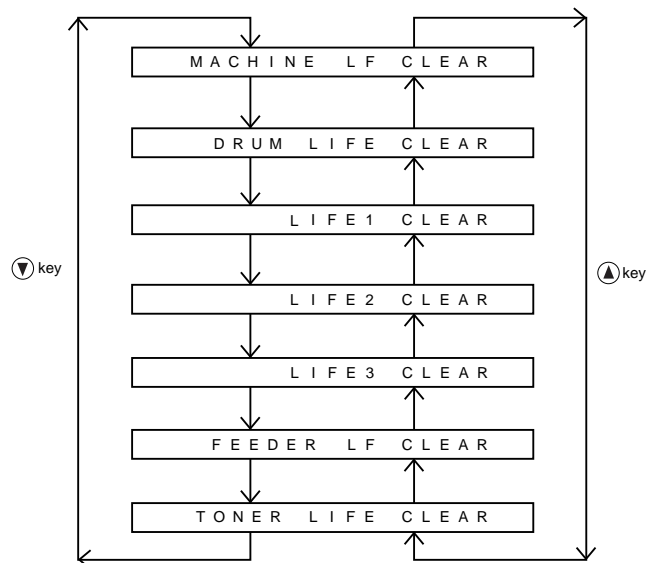 MACHINE LF CLEAR
DRUM LIFE CLEAR
LIFE1 CLEAR
▼ key
▲ key
LIFE2 CLEAR
LIFE3 CLEAR
FEEDER LF CLEAR
TONER LIFE CLEAR